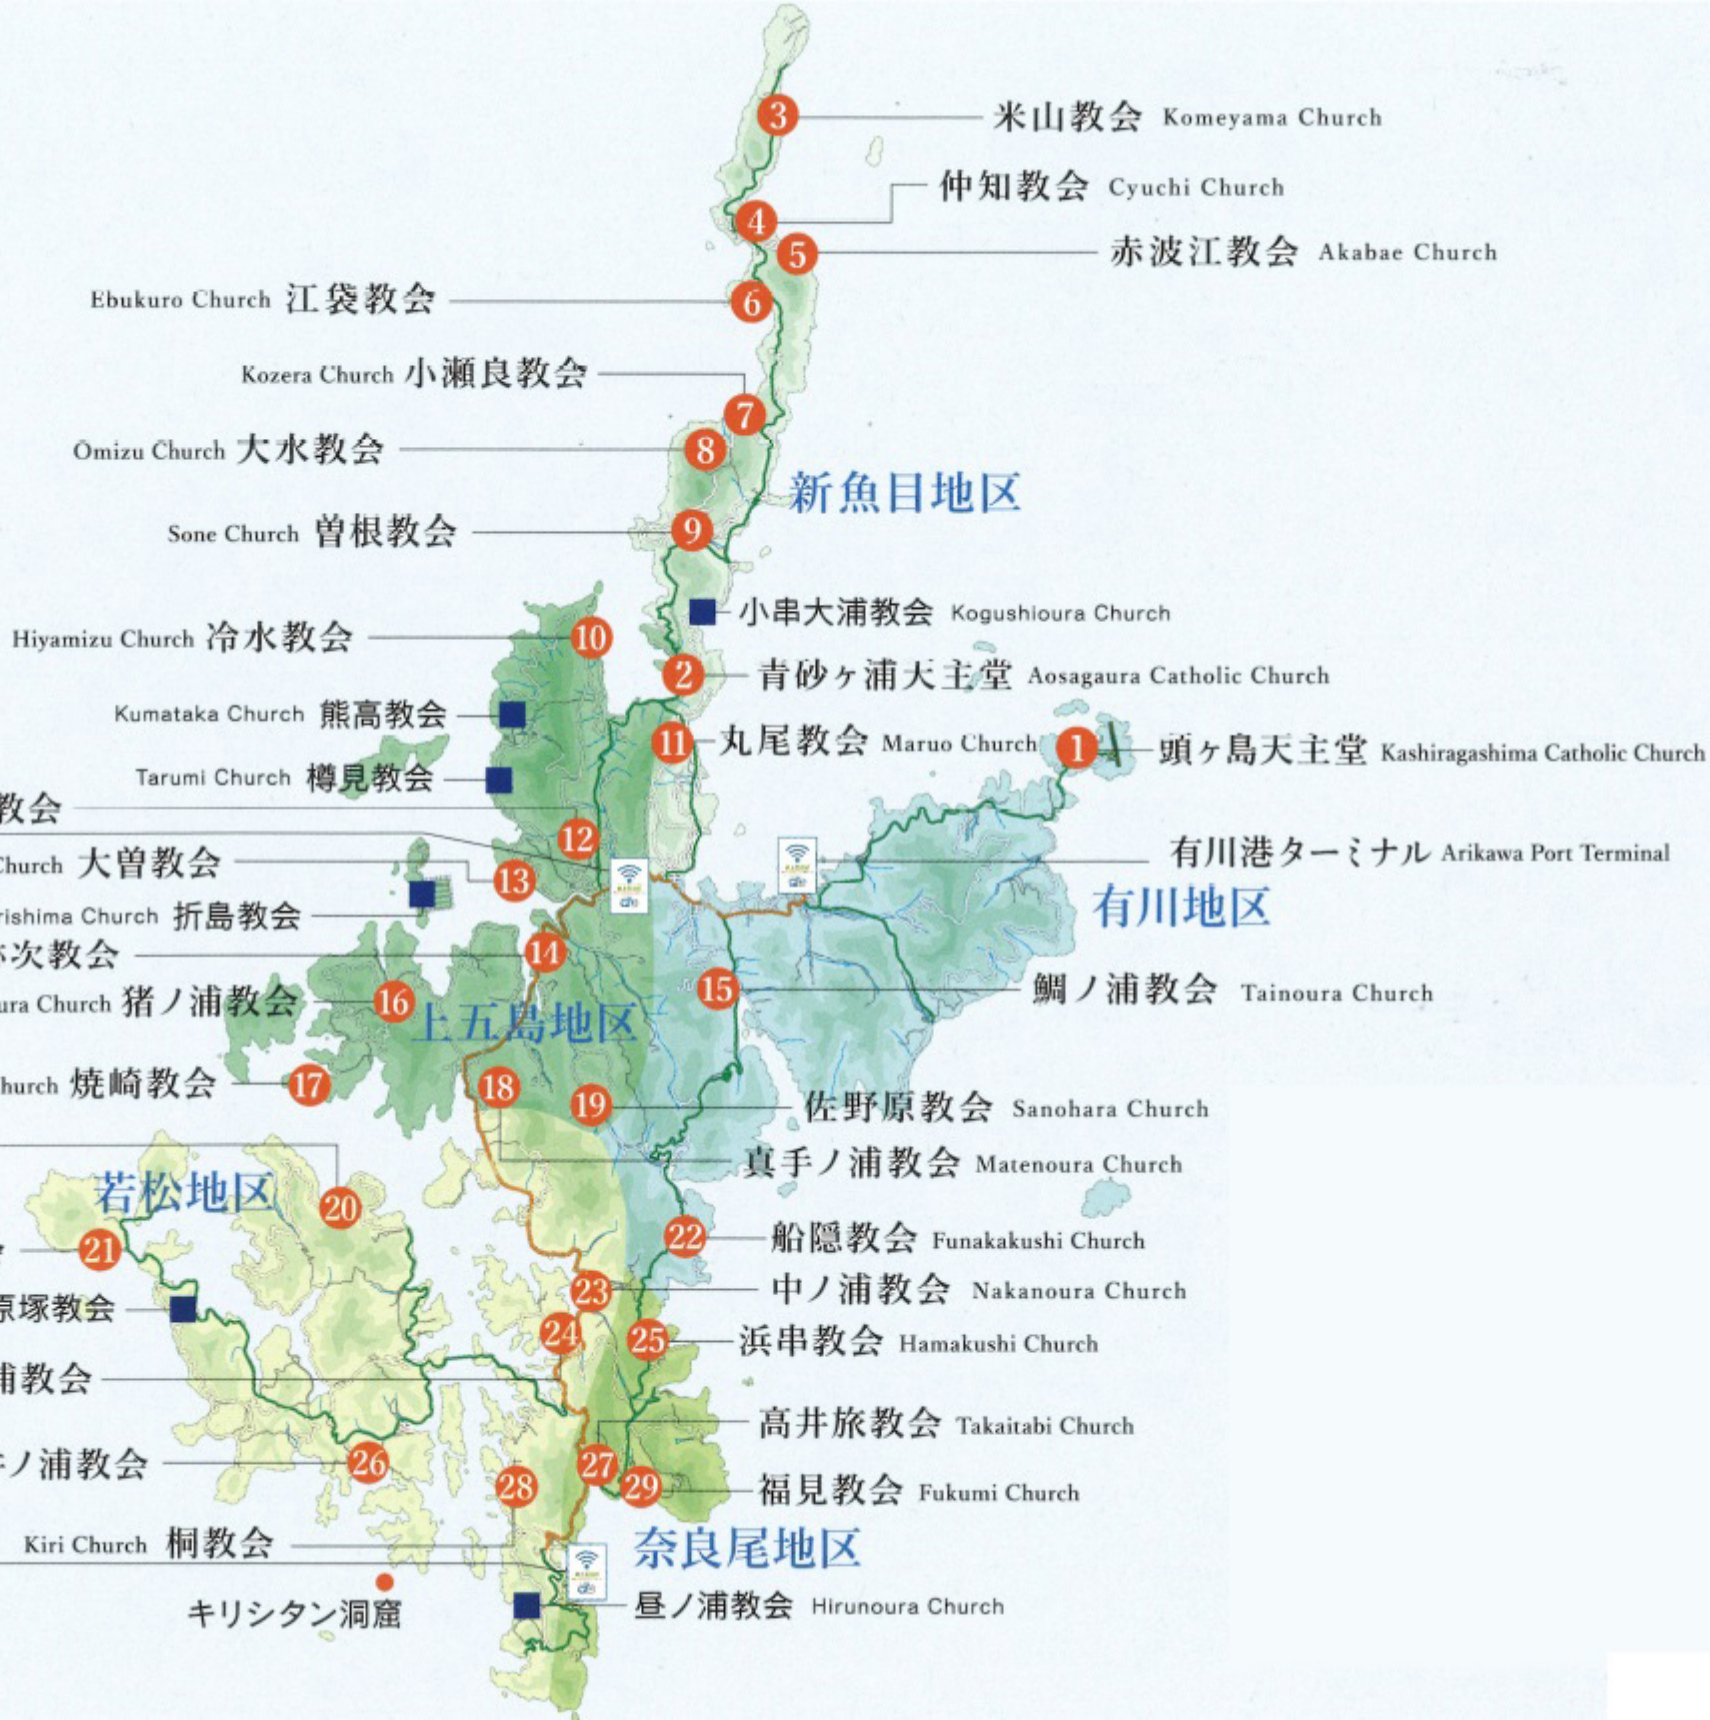 3 米山教会 Komeyama Church
仲知教会 Cyuchi Church
4
5 赤波江教会 Akabae Church
Ebukuro Church 江袋教会 6
Kozera Church 小瀬良教会
7
Ōmizu Church 大水教会 8
新魚目地区
Sone Church 曽根教会 9
小串大浦教会 Kogushioura Church
Hiyamizu Church 冷水教会 10
2 青砂ヶ浦天主堂 Aosagaura Catholic Church
Kumataka Church 熊高教会
11 丸尾教会 Maruo Church
1 頭ヶ島天主堂 Kashiragashima Catholic Church
Tarumi Church 樽見教会
教会
12
Church 大曽教会 13
有川港ターミナル Arikawa Port Terminal
有川地区
rishima Church 折島教会
次教会 14
15 鯛ノ浦教会 Tainoura Church
ura Church 猪ノ浦教会 16
上五島地区
hurch 焼崎教会 17
18
19 佐野原教会 Sanohara Church
真手ノ浦教会 Matenoura Church
若松地区
20
21
22 船隠教会 Funakakushi Church
23 中ノ浦教会 Nakanoura Church
原塚教会
24
25 浜串教会 Hamakushi Church
浦教会
高井旅教会 Takaitabi Church
ノ浦教会 26
27
28
29 福見教会 Fukumi Church
Kiri Church 桐教会
奈良尾地区
キリシタン洞窟
昼ノ浦教会 Hirunoura Church